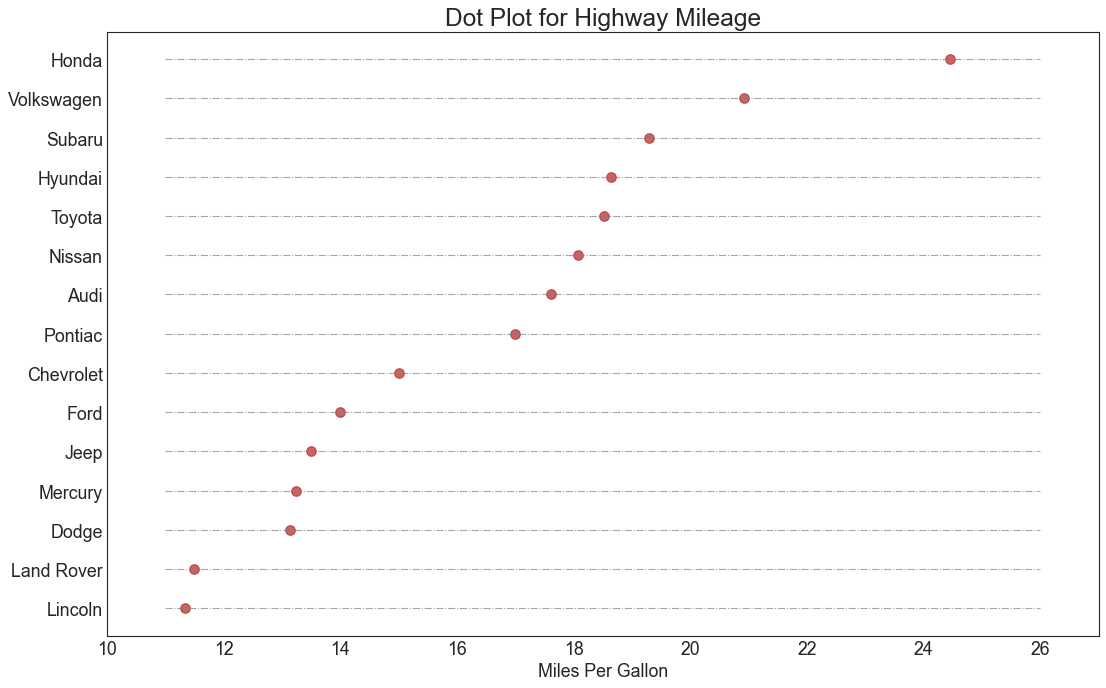 Dot Plot for Highway Mileage
Honda
Volkswagen
Subaru
Hyundai
Toyota
Nissan
Audi
Pontiac
Chevrolet
Ford
Jeep
Mercury
Dodge
Land Rover
Lincoln
10 12 14 16 18 20 22 24 26
Miles Per Gallon